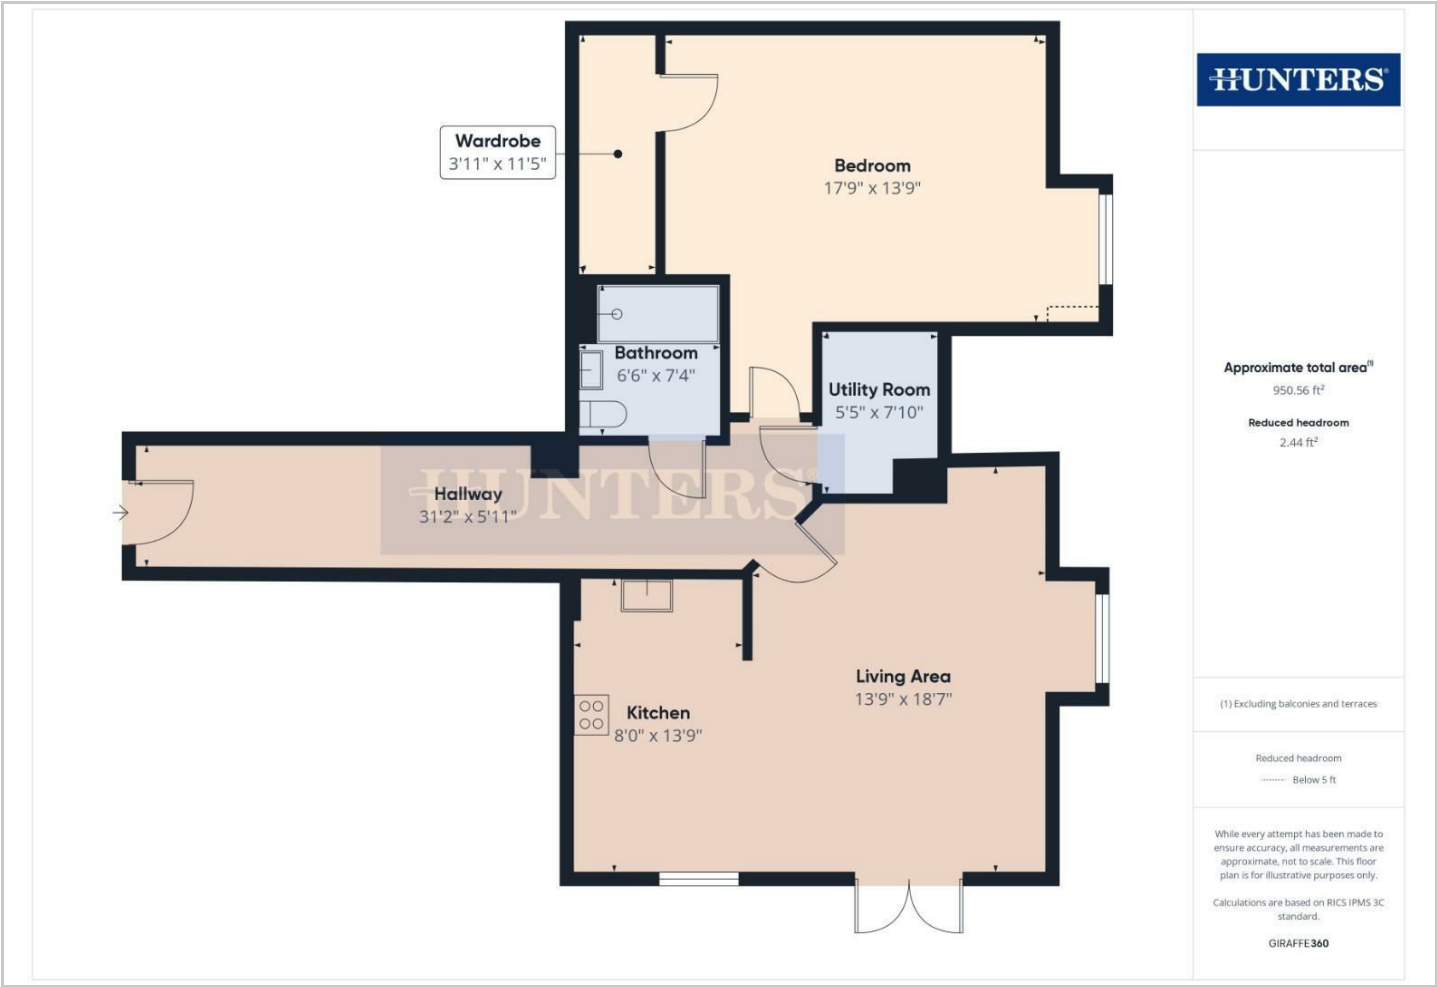 Wardrobe
3'11" x 11'5"
Bedroom
17'9" x 13'9"
Bathroom
6'6" x 7'4"
Utility Room
5'5" x 7'10"
HUNTERS®
Hallway
31'2" x 5'11"
Living Area
13'9" x 18'7"
Kitchen
8'0" x 13'9"
HUNTERS®
Approximate total area(1)
950.56 ft²
Reduced headroom
2.44 ft²
(1) Excluding balconies and terraces
Reduced headroom
Below 5 ft
While every attempt has been made to
ensure accuracy, all measurements are
approximate, not to scale. This floor
plan is for illustrative purposes only.
Calculations are based on RICS IPMS 3C
standard.
GIRAFFE360